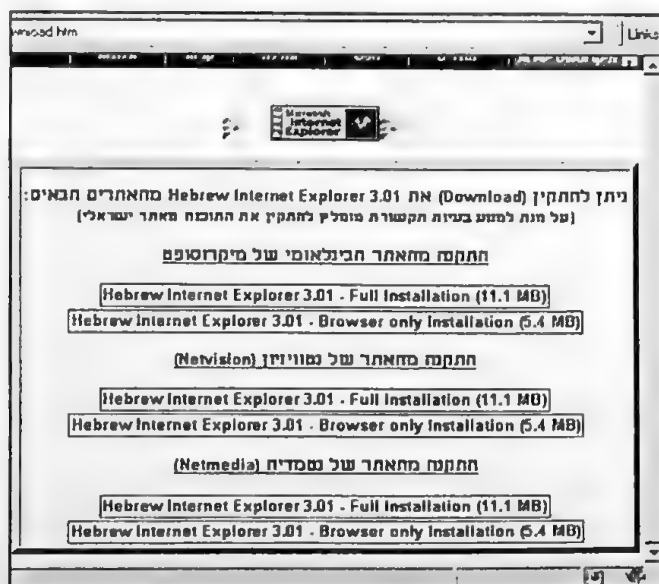 wnload.htm
Links
Microsoft
Internet
Explorer
ניתן להתקין (Download) את Hebrew Internet Explorer 3.01 מהאתרים הבאים:
(על מנת למנוע בעיות תקשורת מומלץ להתקין את התוכנה מאתר ישראלי)
התקנה מהאתר הבינלאומי של מיקרוסופט
Hebrew Internet Explorer 3.01 - Full Installation (11.1 MB)
Hebrew Internet Explorer 3.01 - Browser only Installation (5.4 MB)
התקנה מהאתר של נטוויזיון (Netvision)
Hebrew Internet Explorer 3.01 - Full Installation (11.1 MB)
Hebrew Internet Explorer 3.01 - Browser only Installation (5.4 MB)
התקנה מהאתר של נטמדיה (Netmedia)
Hebrew Internet Explorer 3.01 - Full Installation (11.1 MB)
Hebrew Internet Explorer 3.01 - Browser only Installation (5.4 MB)